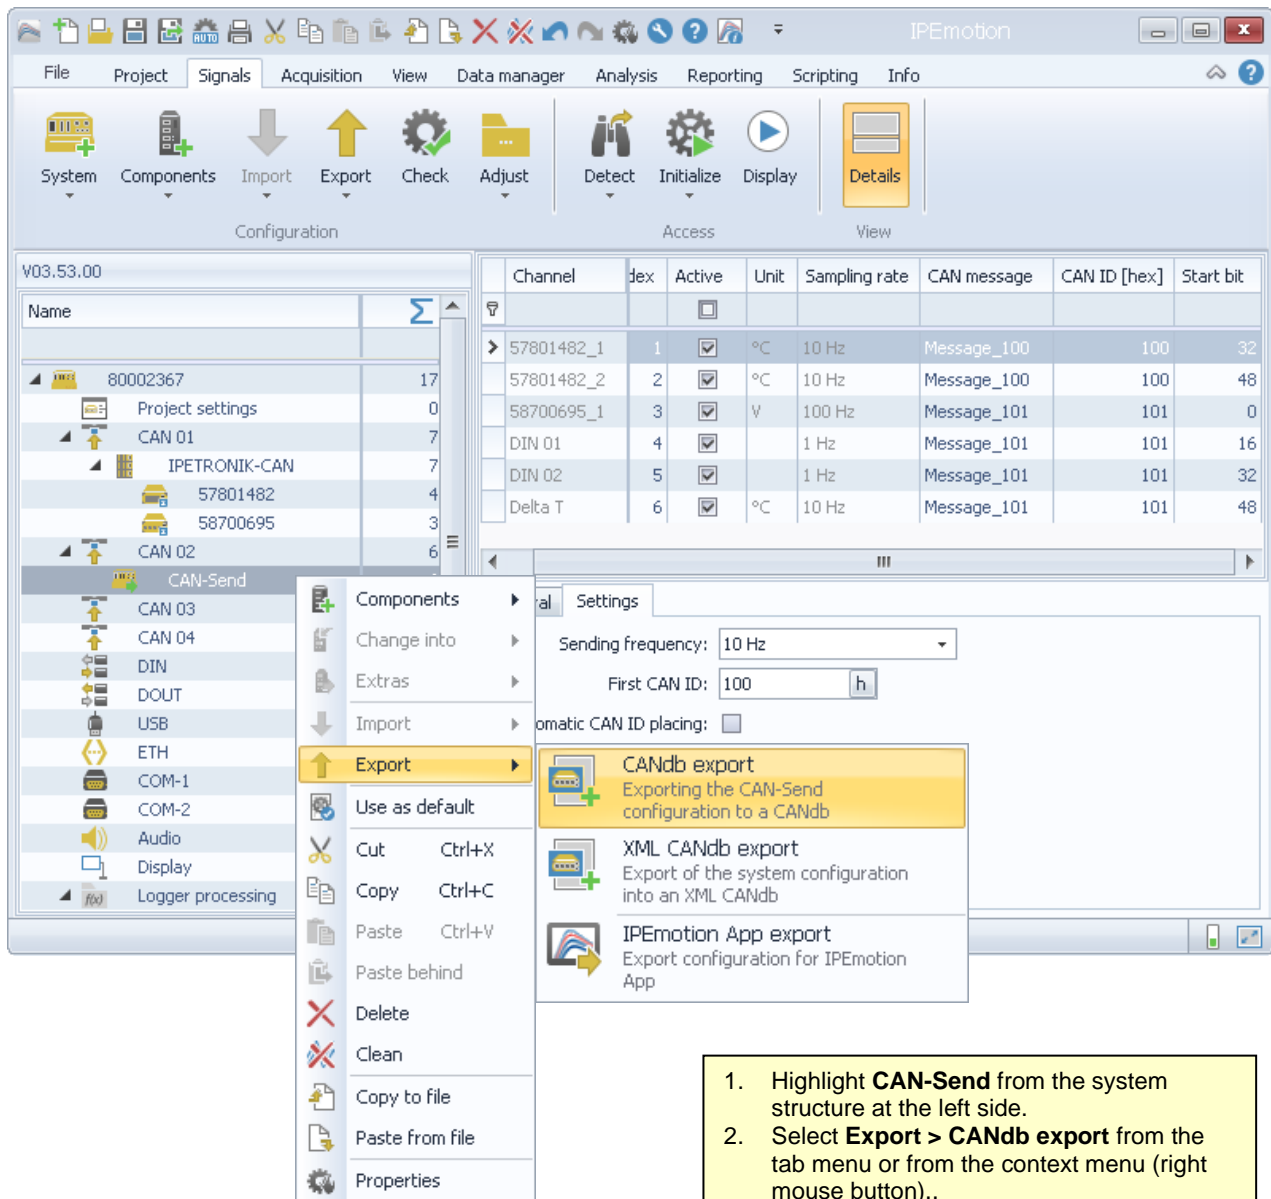 IPEmotion
File Project Signals Acquisition View Data manager Analysis Reporting Scripting Info
AUTO
System Components Import Export Check Adjust Detect Initialize Display Details
Configuration Access View
V03.53.00
Name Σ
80002367 17
Project settings 0
CAN 01 7
IPETRONIK-CAN 7
57801482 4
58700695 3
CAN 02 6
CAN-Send
CAN 03
CAN 04
DIN
DOUT
USB
ETH
COM-1
COM-2
Audio
Display
f(x) Logger processing
Channel dex Active Unit Sampling rate CAN message CAN ID [hex] Start bit
57801482_1 1 °C 10 Hz Message_100 100 32
57801482_2 2 °C 10 Hz Message_100 100 48
58700695_1 3 V 100 Hz Message_101 101 0
DIN 01 4 1 Hz Message_101 101 16
DIN 02 5 1 Hz Message_101 101 32
Delta T 6 °C 10 Hz Message_101 101 48
ral Settings
Sending frequency: 10 Hz
First CAN ID: 100 h
omatic CAN ID placing:
Components
Change into
Extras
Import
Export
Use as default
Cut Ctrl+X
Copy Ctrl+C
Paste Ctrl+V
Paste behind
Delete
Clean
Copy to file
Paste from file
Properties
CANdb export
Exporting the CAN-Send
configuration to a CANdb
XML CANdb export
Export of the system configuration
into an XML CANdb
IPEmotion App export
Export configuration for IPEmotion
App
1. Highlight CAN-Send from the system
structure at the left side.
2. Select Export > CANdb export from the
tab menu or from the context menu (right
mouse button)..